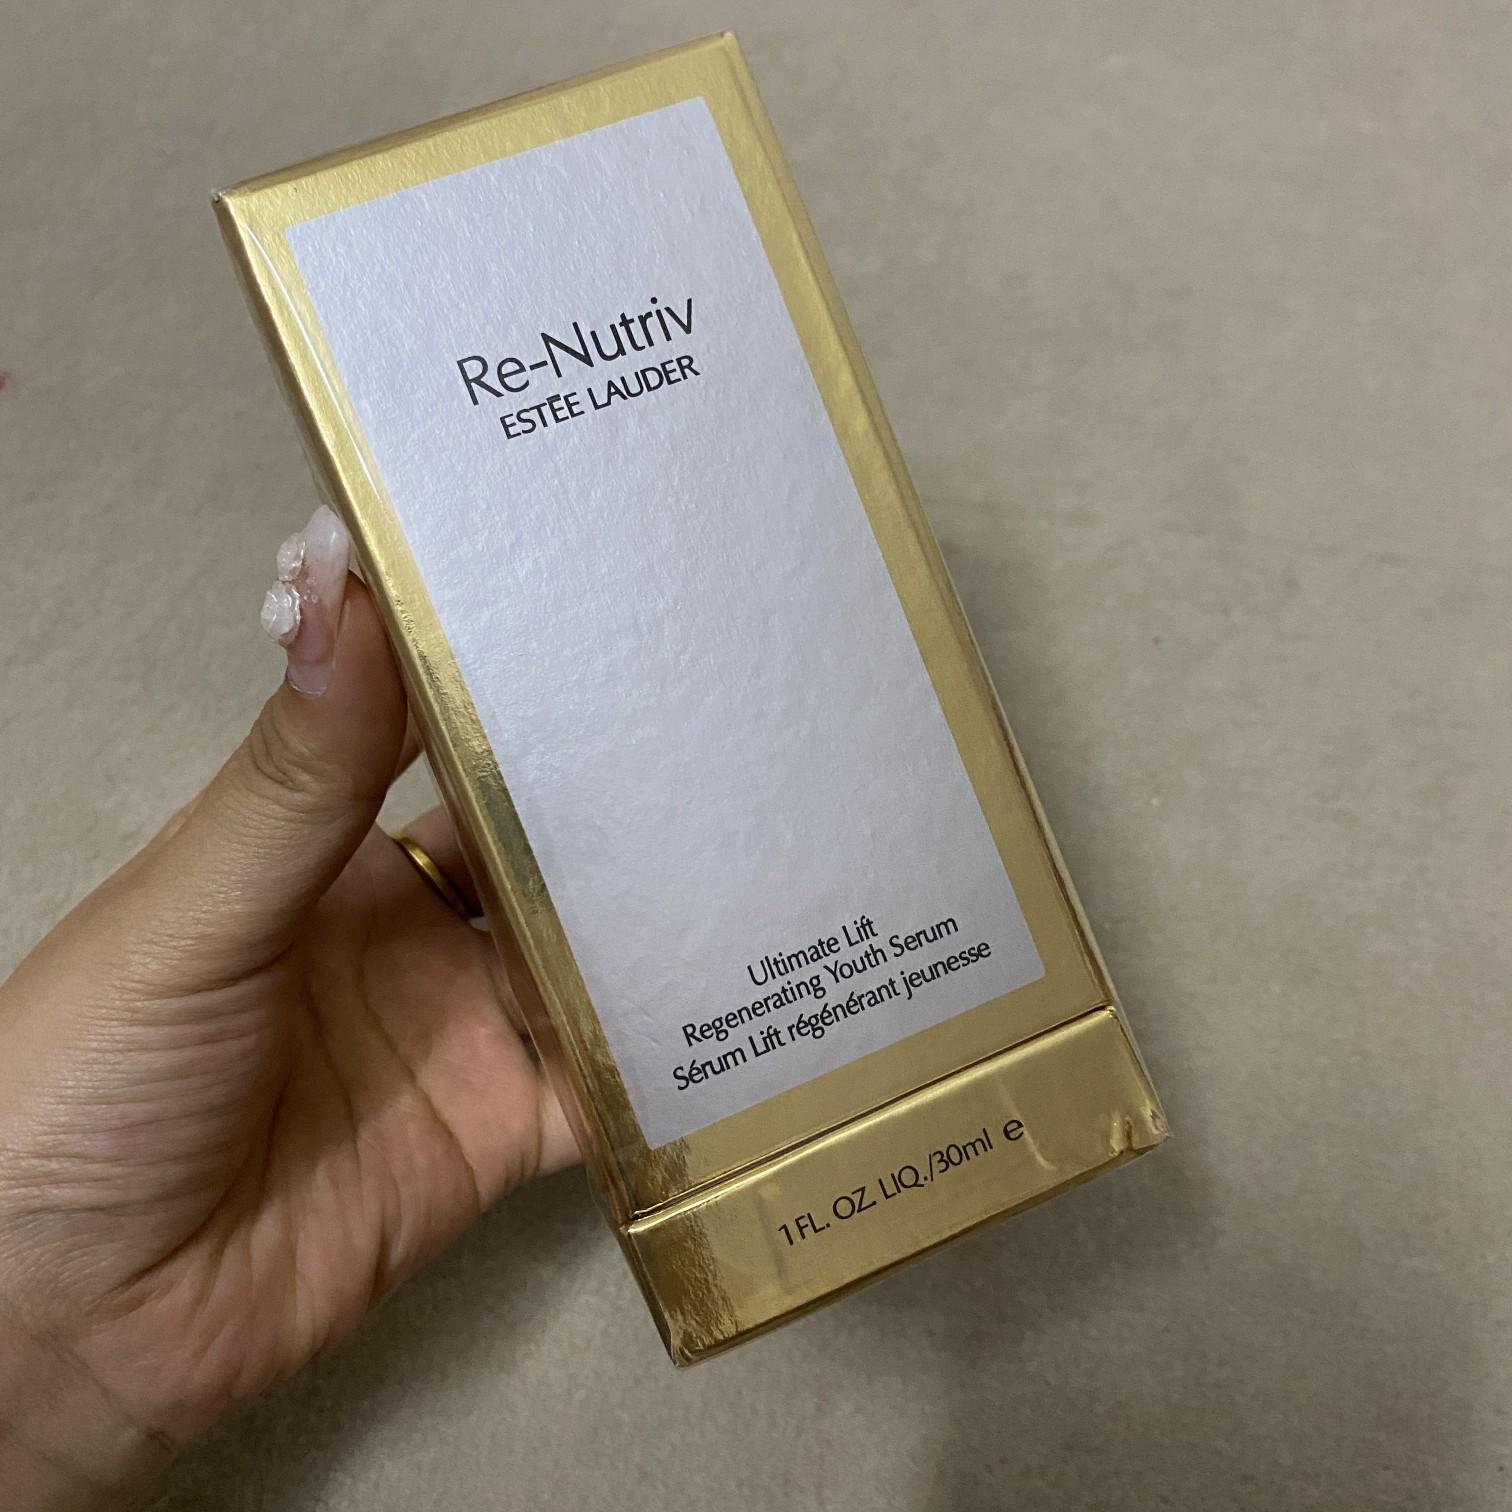 Re-Nutriv
ESTĒE LAUDER
Ultimate Lift
Regenerating Youth Serum
Sérum Lift régénérant jeunesse
1 FL. OZ. LIQ./30ml ℮